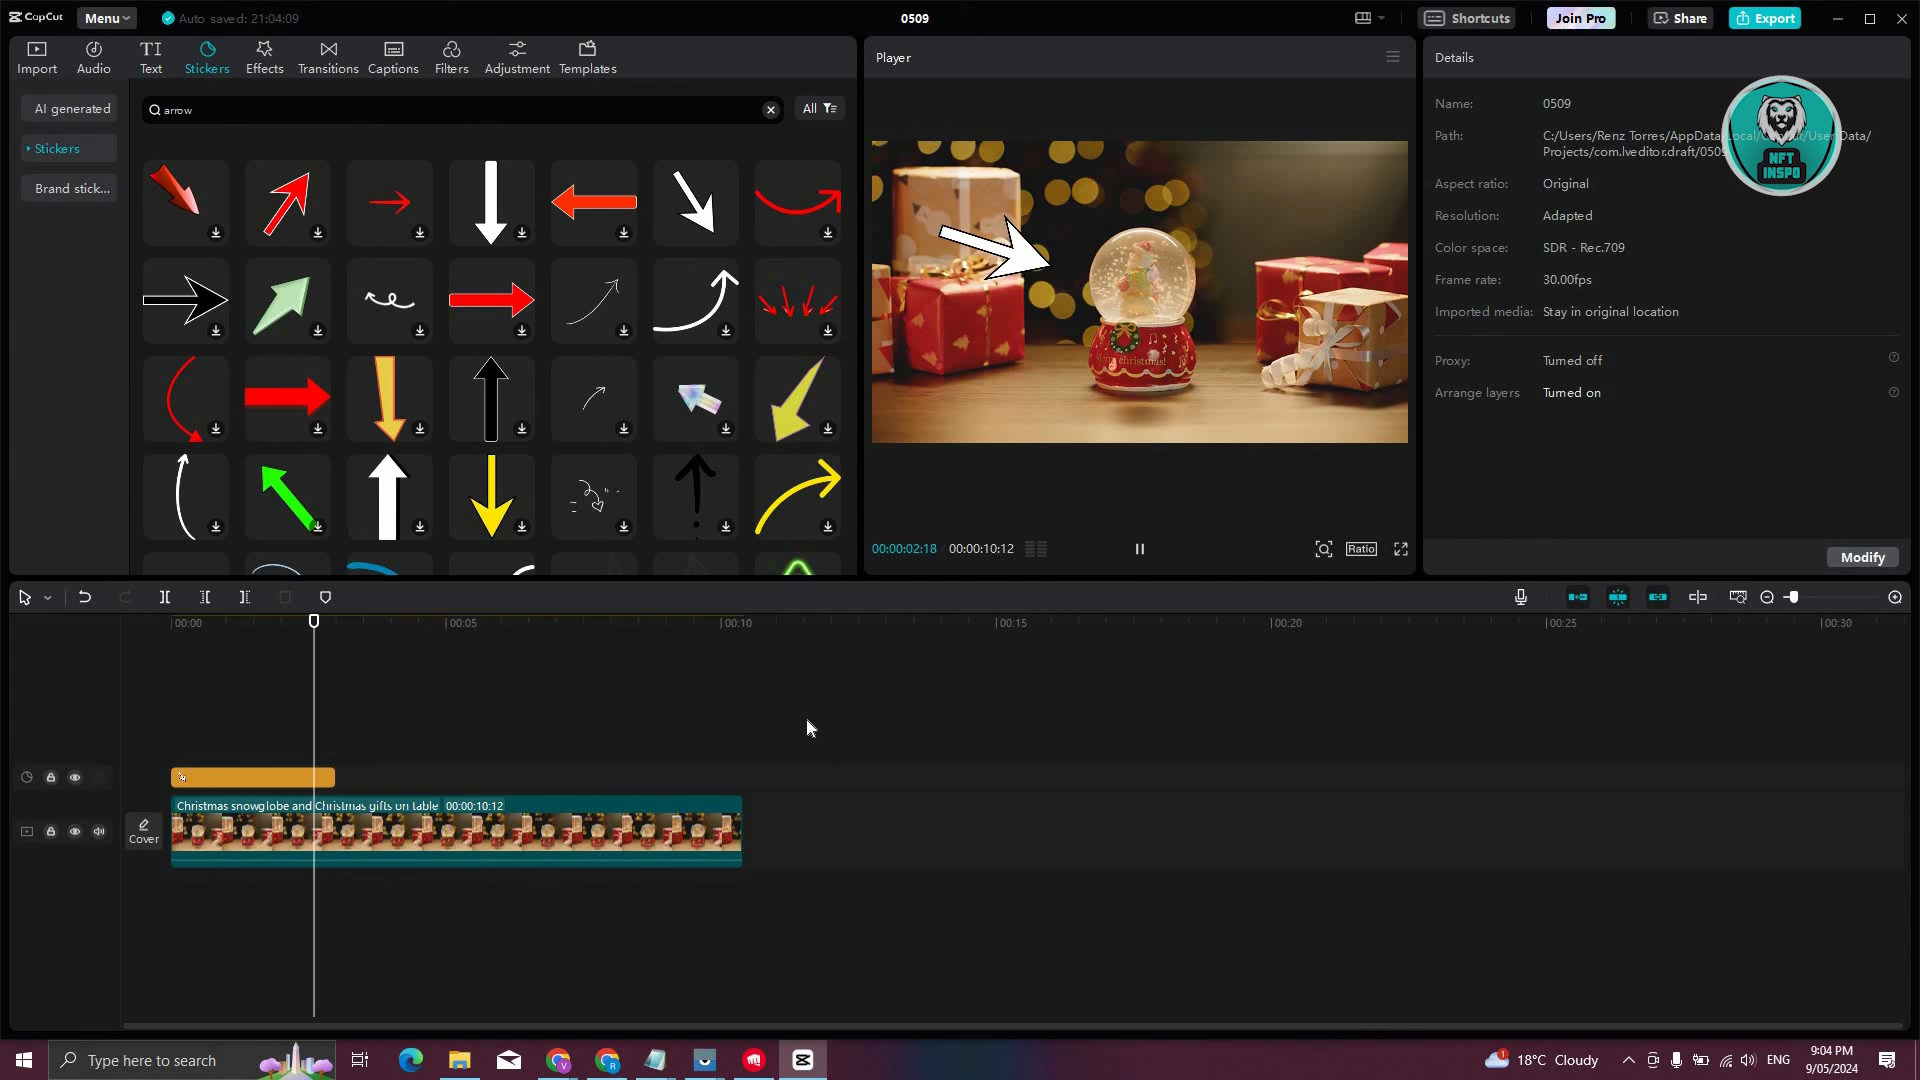 CapCut
Menu
Auto saved: 21:04:09
0509
Shortcuts
Join Pro
Share
Export
Import
Audio
TI
Text
Stickers
Effects
Transitions
Captions
Filters
Adjustment
Templates
AI generated
Stickers
Brand stick...
arrow
All
Player
Merry christmas!
00:00:02:18
00:00:10:12
Ratio
Details
Name:
0509
Path:
C:/Users/Renz Torres/AppData/Local/CapCut/User Data/
Projects/com.lveditor.draft/0509
NFT
INSPO
Aspect ratio:
Original
Resolution:
Adapted
Color space:
SDR - Rec.709
Frame rate:
30.00fps
Imported media:
Stay in original location
Proxy:
Turned off
Arrange layers
Turned on
Modify
00:00
00:05
00:10
00:15
00:20
00:25
00:30
Cover
Christmas snowglobe and Christmas gifts on table 00:00:10:12
Type here to search
18°C Cloudy
ENG
9:04 PM
9/05/2024